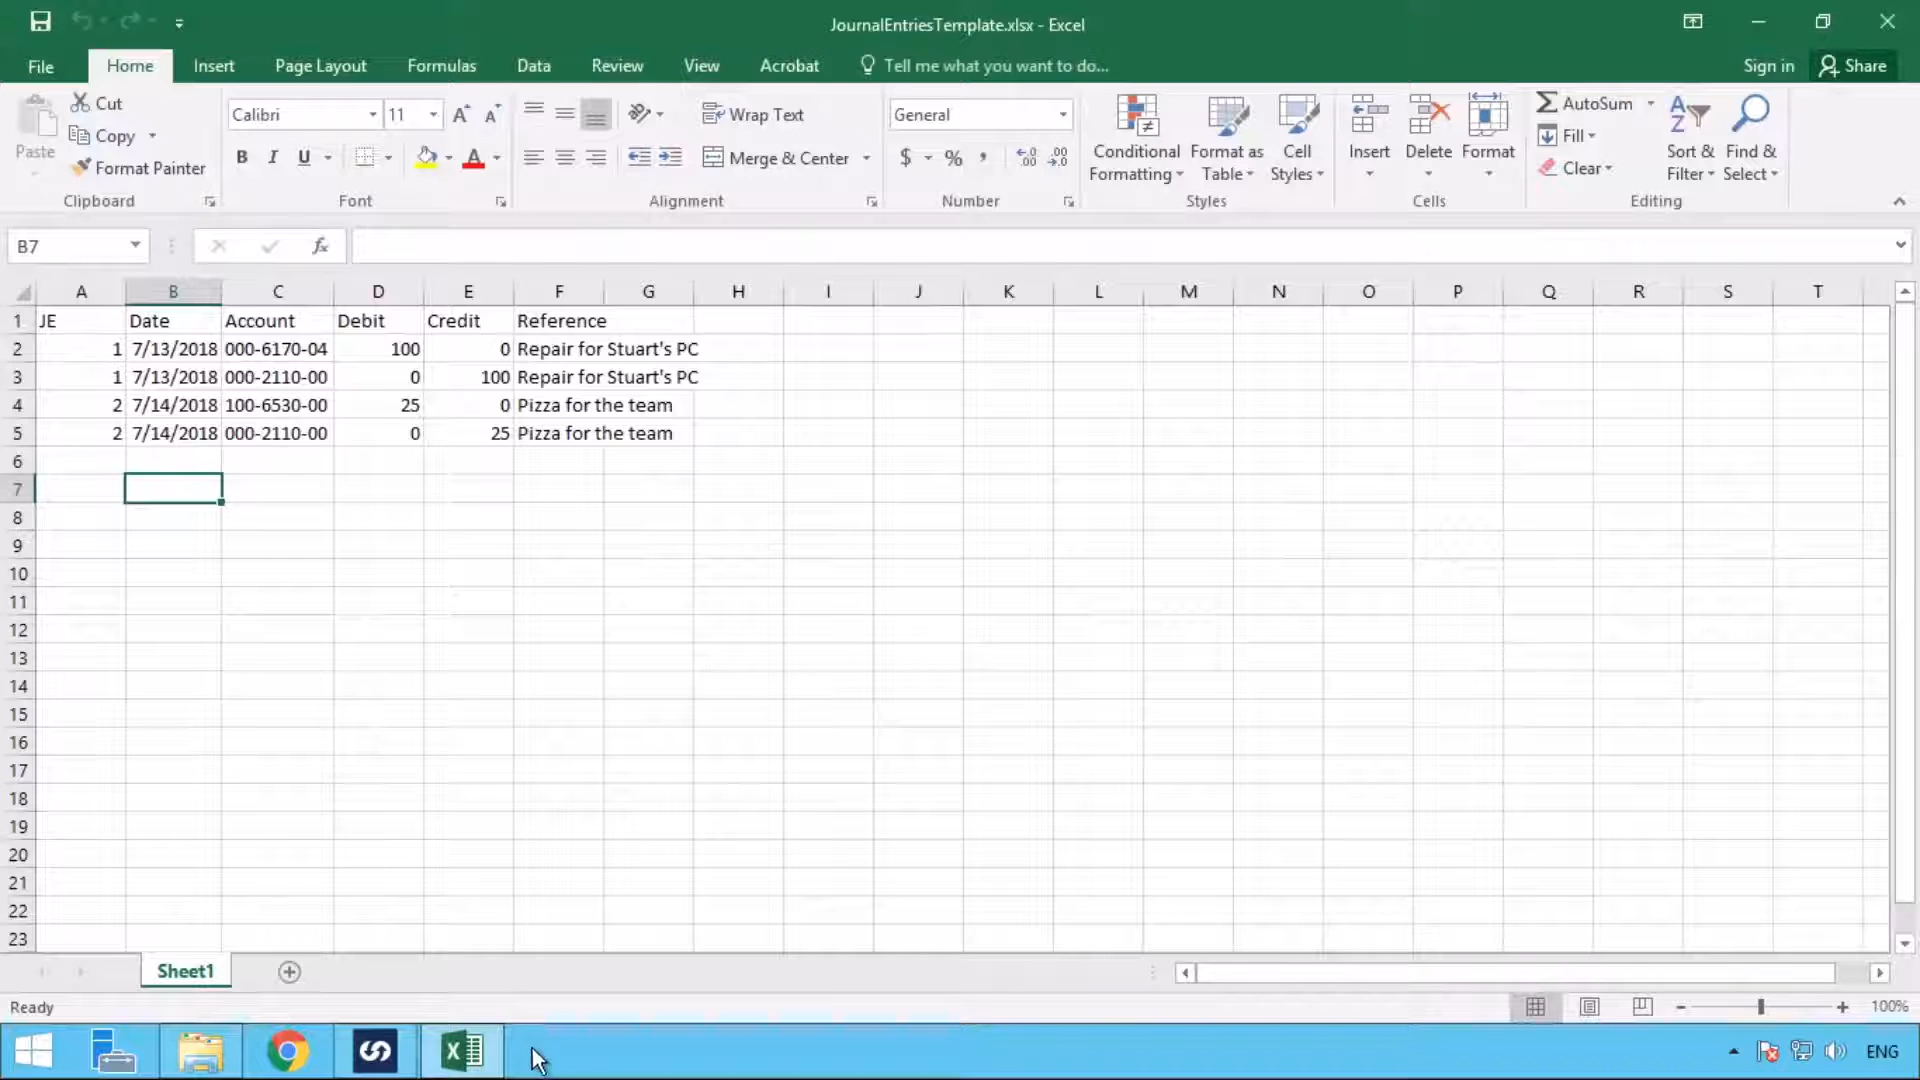 JournalEntriesTemplate.xlsx - Excel
File Home Insert Page Layout Formulas Data Review View Acrobat Tell me what you want to do... Sign in Share
Paste Cut Copy Format Painter
Clipboard
Calibri 11
B I U A
Font
Wrap Text
Merge & Center
Alignment
General
$ % ,
Number
Conditional Formatting
Format as Table
Cell Styles
Styles
Insert Delete Format
Cells
AutoSum
Fill
Clear
Sort & Filter
Find & Select
Editing
B7 fx
A B C D E F G H I J K L M N O P Q R S T
1 JE Date Account Debit Credit Reference
2 1 7/13/2018 000-6170-04 100 0 Repair for Stuart's PC
3 1 7/13/2018 000-2110-00 0 100 Repair for Stuart's PC
4 2 7/14/2018 100-6530-00 25 0 Pizza for the team
5 2 7/14/2018 000-2110-00 0 25 Pizza for the team
6
7
8
9
10
11
12
13
14
15
16
17
18
19
20
21
22
23
Sheet1
Ready 100%
ENG